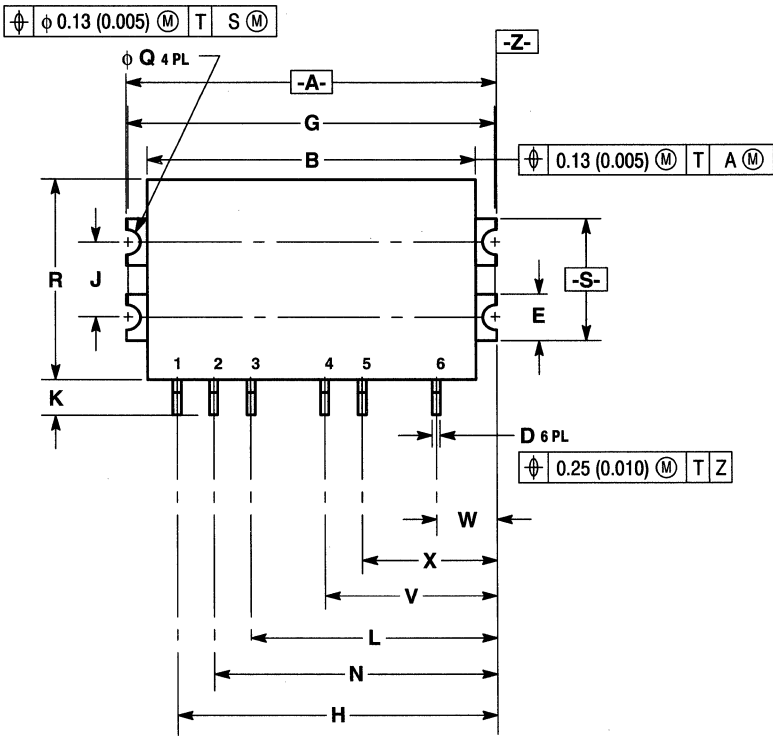 ⌖ ϕ 0.13 (0.005) Ⓜ T S Ⓜ
-Z-
ϕ Q 4 PL
-A-
G
B
⌖ 0.13 (0.005) Ⓜ T A Ⓜ
R
J
-S-
E
1 2 3 4 5 6
K
D 6 PL
⌖ 0.25 (0.010) Ⓜ T Z
W
X
V
L
N
H